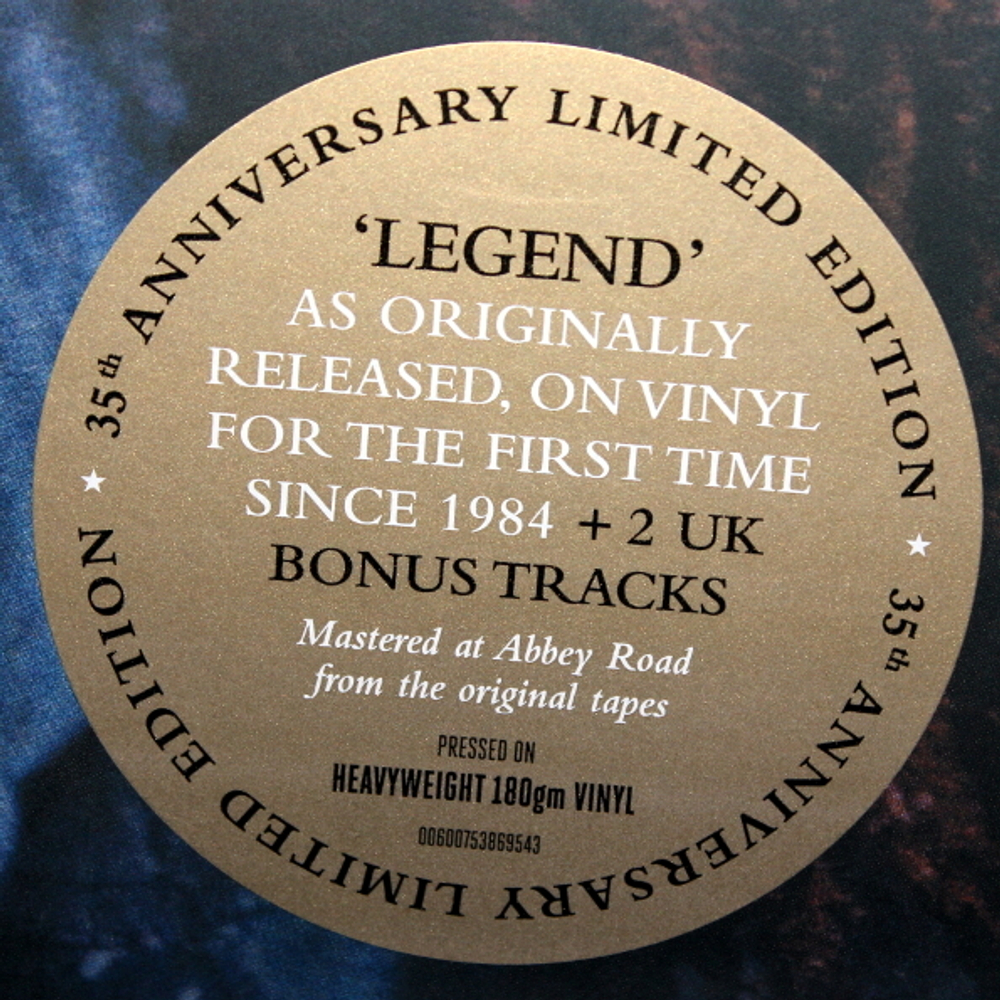 35th ANNIVERSARY LIMITED EDITION ★
35th ANNIVERSARY LIMITED EDITION ★
‘LEGEND’
AS ORIGINALLY
RELEASED, ON VINYL
FOR THE FIRST TIME
SINCE 1984 + 2 UK
BONUS TRACKS
Mastered at Abbey Road
from the original tapes
PRESSED ON
HEAVYWEIGHT 180gm VINYL
00600753869543